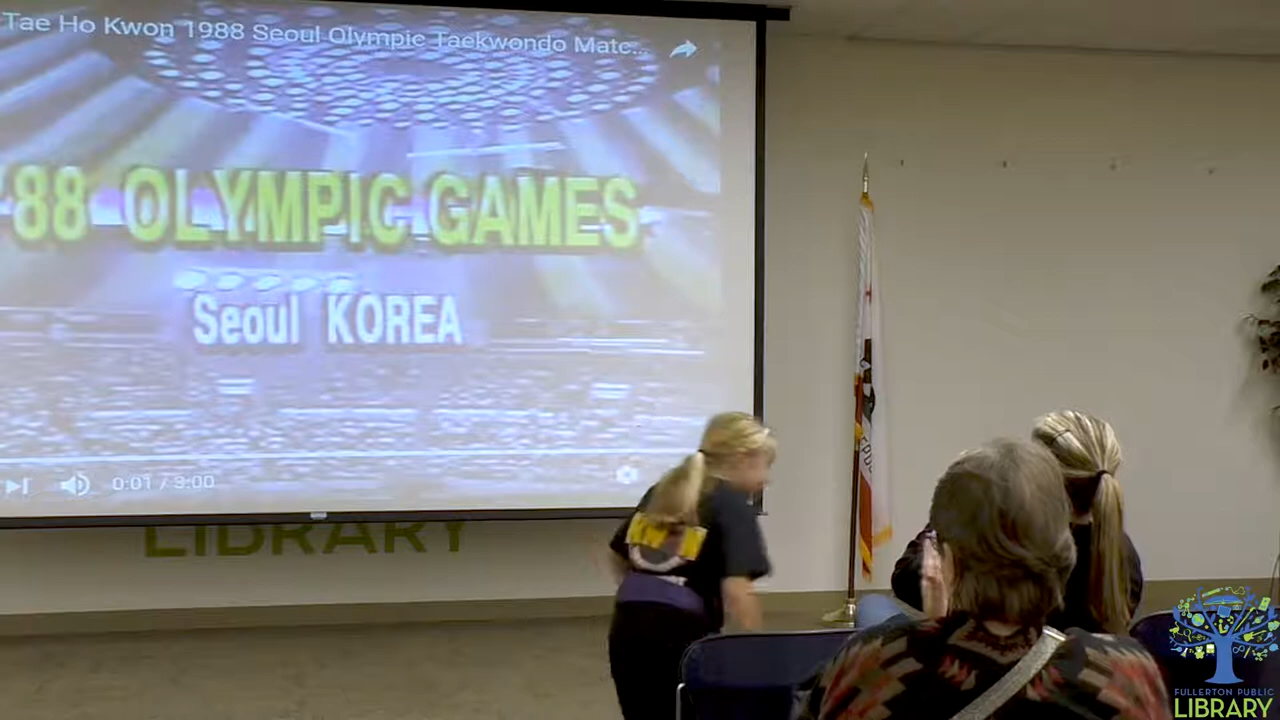 Tae Ho Kwon 1988 Seoul Olympic Taekwondo Matc...
'88 OLYMPIC GAMES
Seoul KOREA
0:01 / 9:00
LIBRARY
FULLERTON PUBLIC
LIBRARY